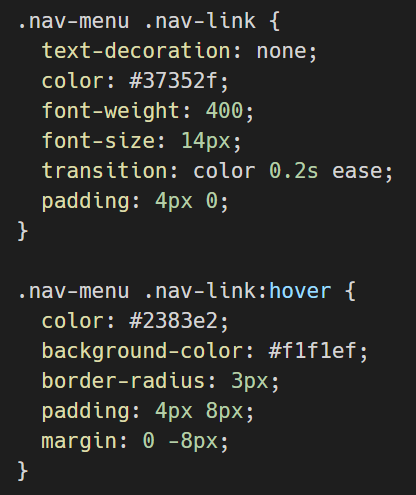 .nav-menu .nav-link {
  text-decoration: none;
  color: #37352f;
  font-weight: 400;
  font-size: 14px;
  transition: color 0.2s ease;
  padding: 4px 0;
}

.nav-menu .nav-link:hover {
  color: #2383e2;
  background-color: #f1f1ef;
  border-radius: 3px;
  padding: 4px 8px;
  margin: 0 -8px;
}